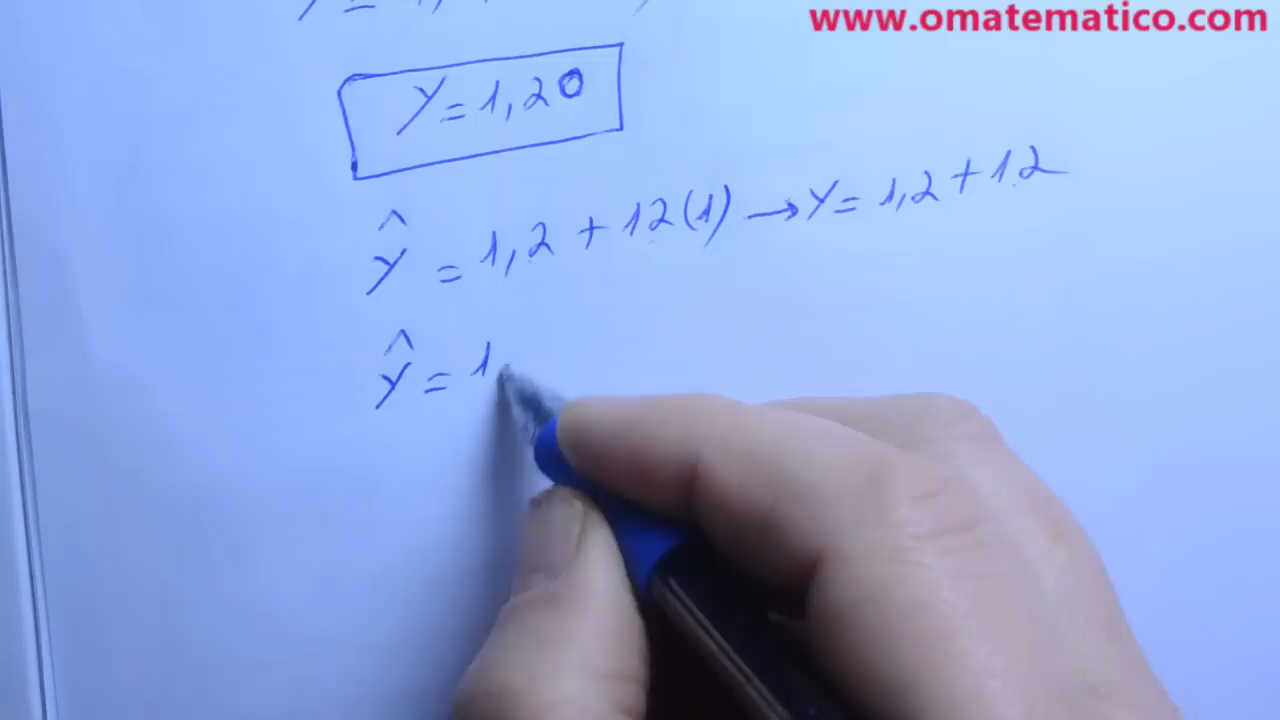 www.omatematico.com
y = 1,20
ŷ = 1,2 + 12(1) → y = 1,2 + 12
ŷ = 1